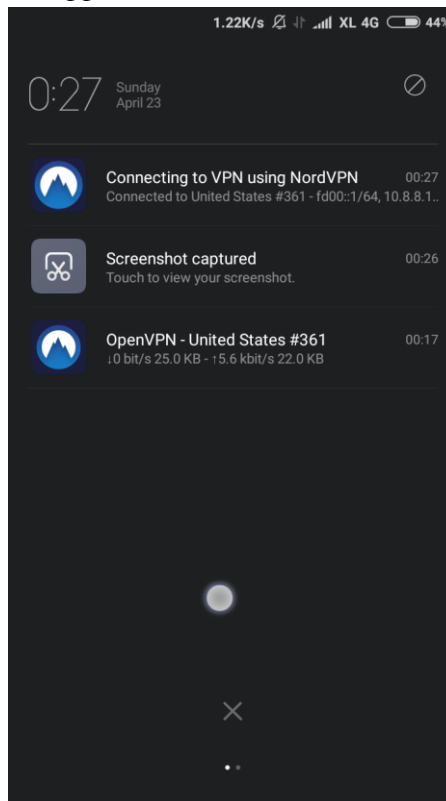 1.22K/s XL 4G 44%
0:27 Sunday
April 23
Connecting to VPN using NordVPN 00:27
Connected to United States #361 - fd00::1/64, 10.8.8.1..
Screenshot captured 00:26
Touch to view your screenshot.
OpenVPN - United States #361 00:17
↓0 bit/s 25.0 KB - ↑5.6 kbit/s 22.0 KB